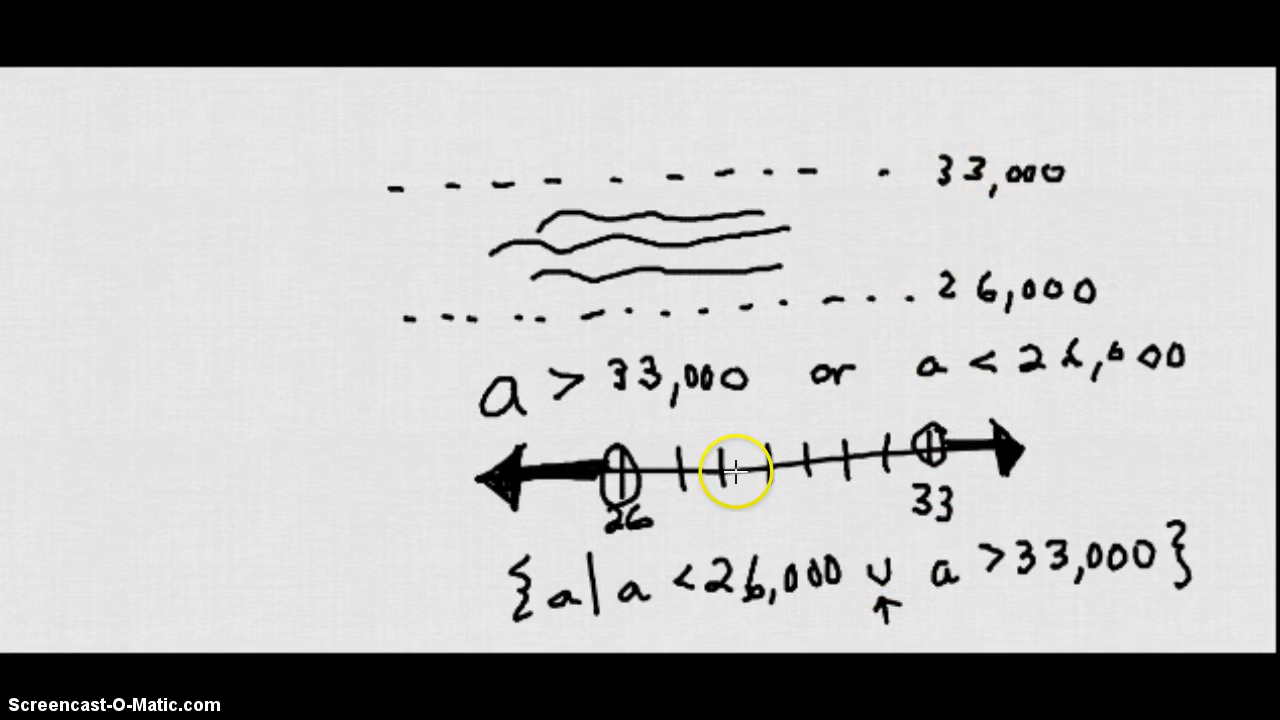 33,000
26,000
a > 33,000 or a < 26,000
26 33
{a | a < 26,000 ∪ a > 33,000}
Screencast-O-Matic.com